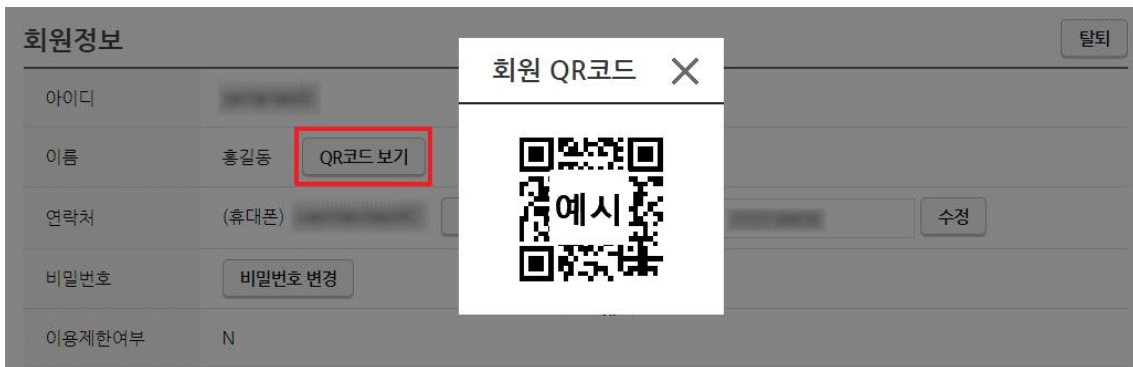 회원정보
탈퇴
회원 QR코드
아이디
이름
홍길동
QR코드 보기
예시
연락처
(휴대폰)
수정
비밀번호
비밀번호 변경
이용제한여부
N